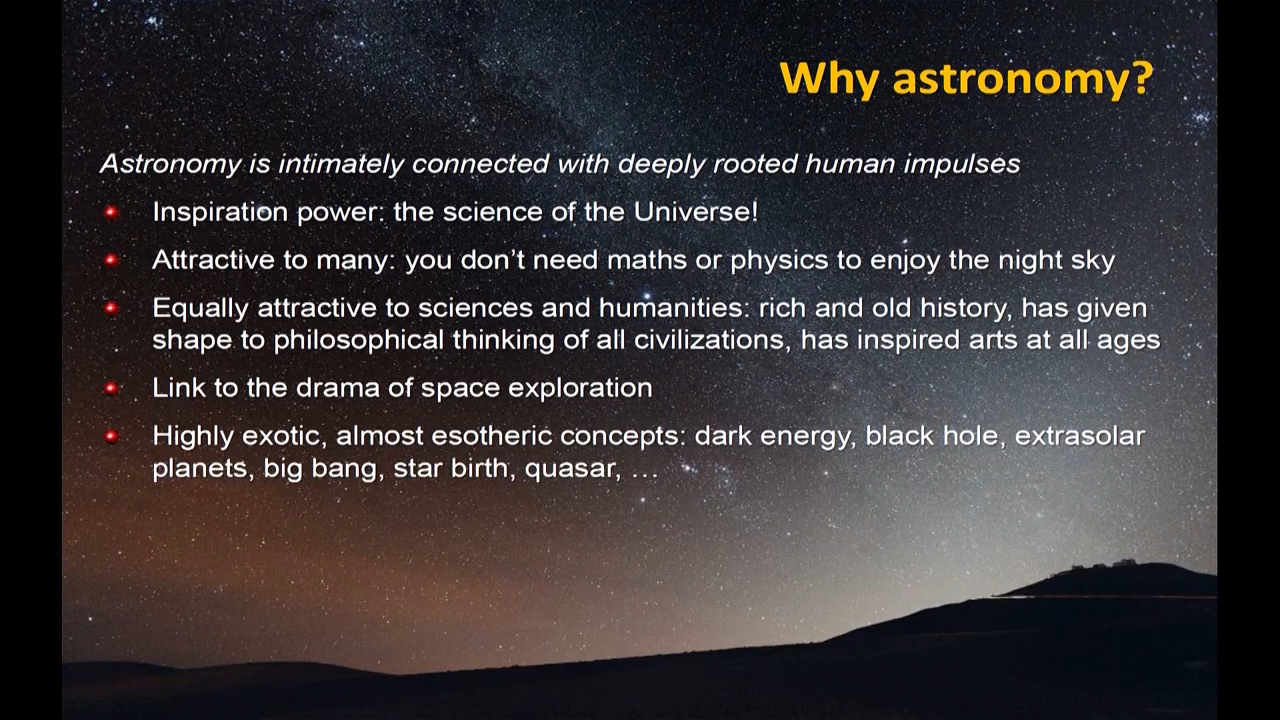 Why astronomy?
Astronomy is intimately connected with deeply rooted human impulses
Inspiration power: the science of the Universe!
Attractive to many: you don’t need maths or physics to enjoy the night sky
Equally attractive to sciences and humanities: rich and old history, has given
shape to philosophical thinking of all civilizations, has inspired arts at all ages
Link to the drama of space exploration
Highly exotic, almost esotheric concepts: dark energy, black hole, extrasolar
planets, big bang, star birth, quasar, …